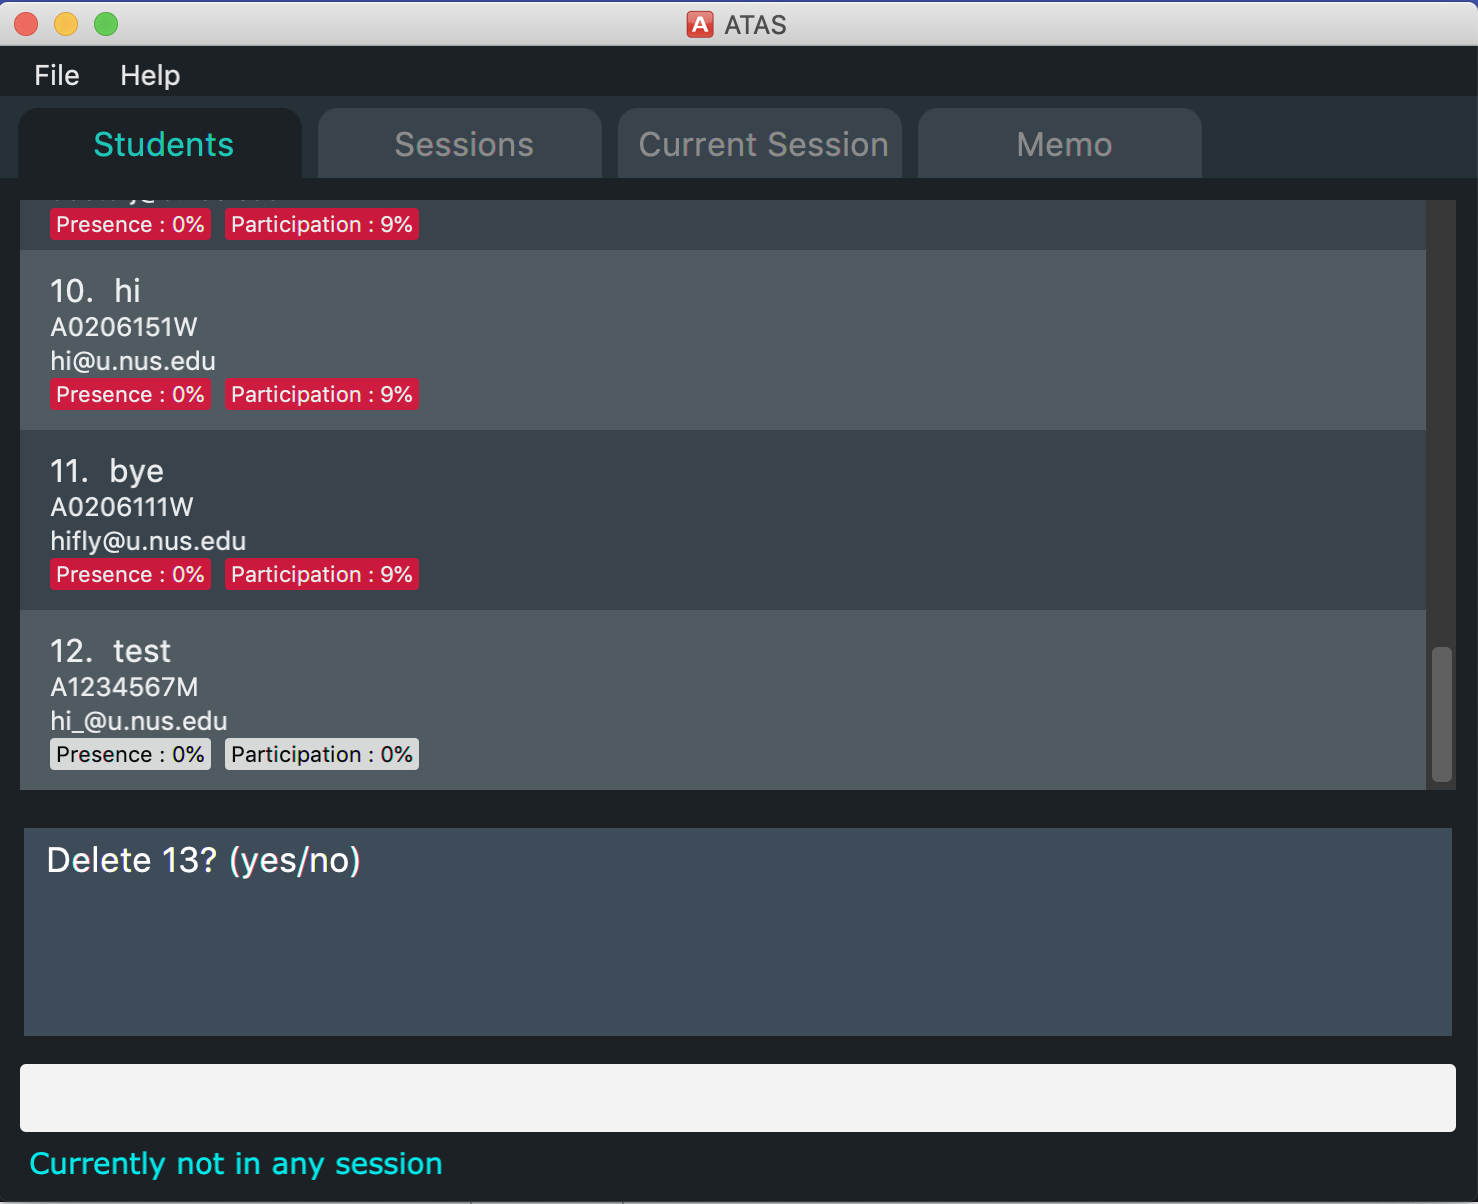 A ATAS
File Help
Students Sessions Current Session Memo
Presence : 0% Participation : 9%
10. hi
A0206151W
hi@u.nus.edu
Presence : 0% Participation : 9%
11. bye
A0206111W
hifly@u.nus.edu
Presence : 0% Participation : 9%
12. test
A1234567M
hi_@u.nus.edu
Presence : 0% Participation : 0%
Delete 13? (yes/no)
Currently not in any session